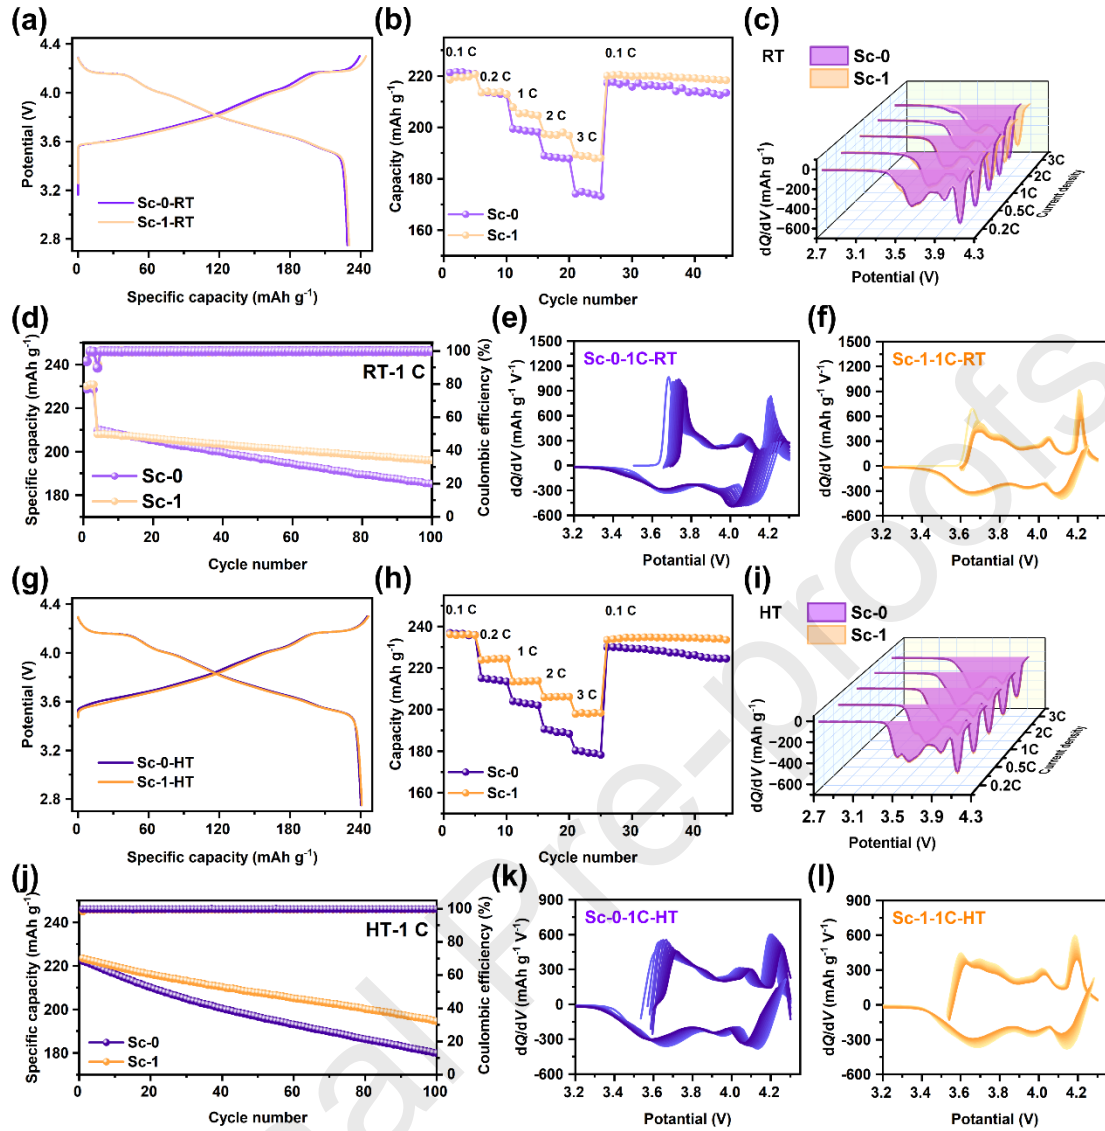 (a)
4.4
4.0
3.6
3.2
2.8
Potential (V)
Sc-0-RT
Sc-1-RT
0 60 120 180 240
Specific capacity (mAh g⁻¹)
(b)
0.1 C
0.2 C
1 C
2 C
3 C
0.1 C
220
200
180
160
Capacity (mAh g⁻¹)
Sc-0
Sc-1
0 10 20 30 40
Cycle number
(c)
RT
Sc-0
Sc-1
0
−200
−400
−600
dQ/dV (mAh g⁻¹)
2.7 3.1 3.5 3.9 4.3
Potential (V)
0.2C
0.5C
1C
2C
3C
Current density
(d)
240
220
200
180
Specific capacity (mAh g⁻¹)
RT-1 C
Sc-0
Sc-1
100
80
60
40
20
0
Coulombic efficiency (%)
0 20 40 60 80 100
Cycle number
(e)
Sc-0-1C-RT
1500
1200
900
600
300
0
−300
−600
dQ/dV (mAh g⁻¹ V⁻¹)
3.2 3.4 3.6 3.8 4.0 4.2
Potential (V)
(f)
Sc-1-1C-RT
1500
1200
900
600
300
0
−300
−600
dQ/dV (mAh g⁻¹ V⁻¹)
3.2 3.4 3.6 3.8 4.0 4.2
Potential (V)
(g)
4.4
4.0
3.6
3.2
2.8
Potential (V)
Sc-0-HT
Sc-1-HT
0 60 120 180 240
Specific capacity (mAh g⁻¹)
(h)
0.1 C
0.2 C
1 C
2 C
3 C
0.1 C
240
220
200
180
160
Capacity (mAh g⁻¹)
Sc-0
Sc-1
0 10 20 30 40
Cycle number
(i)
HT
Sc-0
Sc-1
0
−200
−400
−600
dQ/dV (mAh g⁻¹)
2.7 3.1 3.5 3.9 4.3
Potential (V)
0.2C
0.5C
1C
2C
3C
Current density
(j)
240
220
200
180
Specific capacity (mAh g⁻¹)
HT-1 C
Sc-0
Sc-1
100
80
60
40
20
0
Coulombic efficiency (%)
0 20 40 60 80 100
Cycle number
(k)
Sc-0-1C-HT
900
600
300
0
−300
−600
dQ/dV (mAh g⁻¹ V⁻¹)
3.2 3.4 3.6 3.8 4.0 4.2
Potential (V)
(l)
Sc-1-1C-HT
900
600
300
0
−300
−600
dQ/dV (mAh g⁻¹ V⁻¹)
3.2 3.4 3.6 3.8 4.0 4.2
Potential (V)
al Pre-proofs